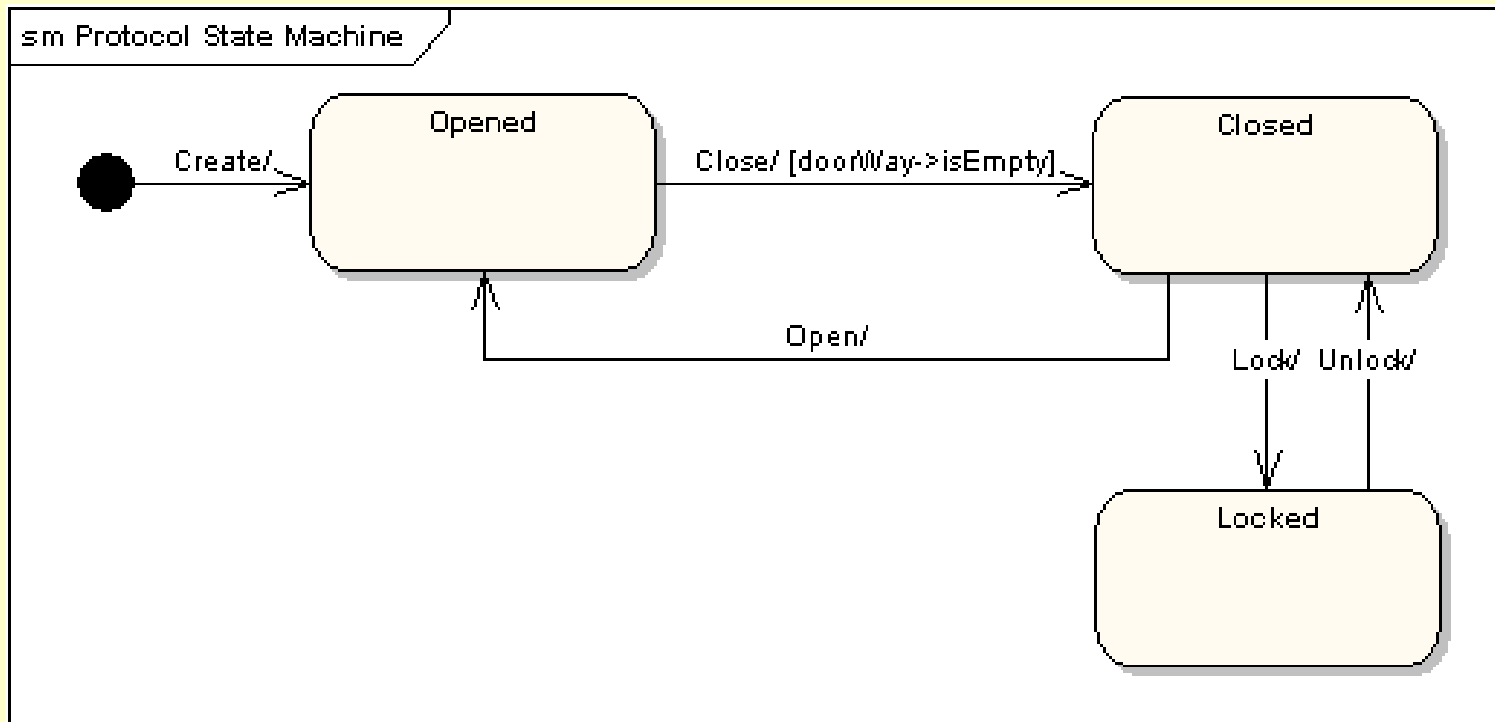 sm Protocol State Machine
Opened
Closed
Create/
Close/ [doorWay->isEmpty]
Open/
Lock/
Unlock/
Locked